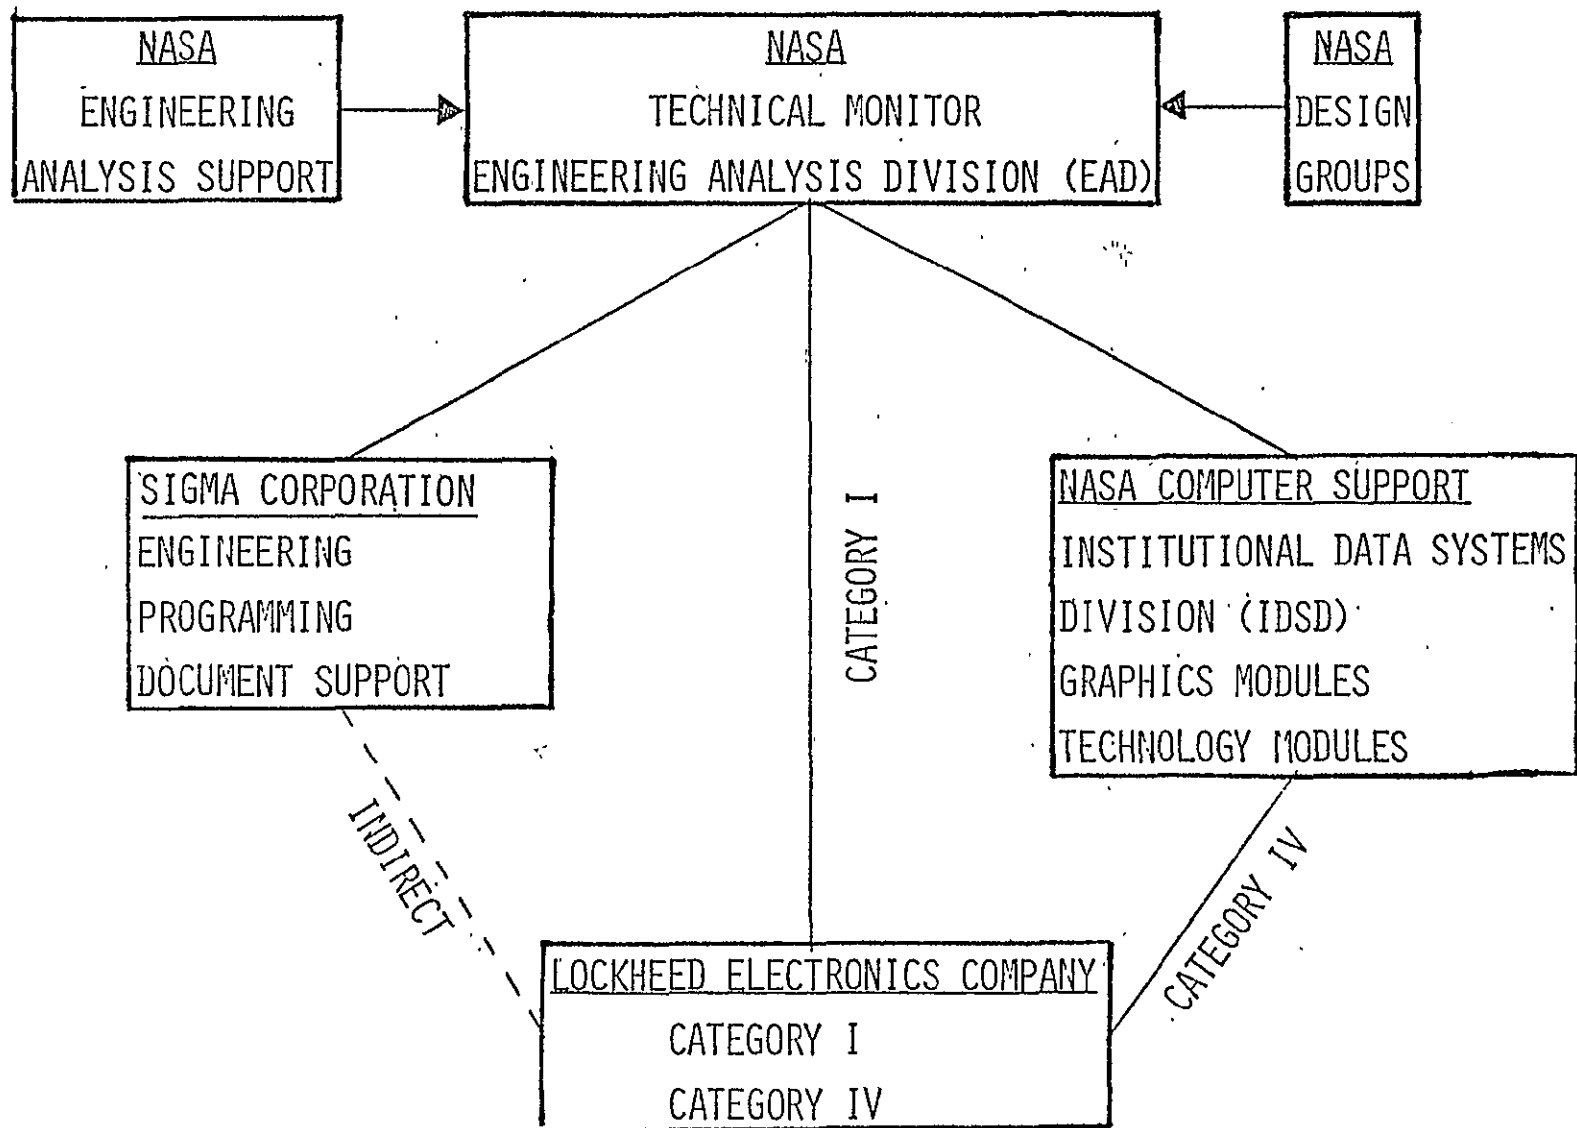 NASA
ENGINEERING
ANALYSIS SUPPORT
NASA
TECHNICAL MONITOR
ENGINEERING ANALYSIS DIVISION (EAD)
NASA
DESIGN
GROUPS
SIGMA CORPORATION
ENGINEERING
PROGRAMMING
DOCUMENT SUPPORT
CATEGORY I
NASA COMPUTER SUPPORT
INSTITUTIONAL DATA SYSTEMS
DIVISION (IDSD)
GRAPHICS MODULES
TECHNOLOGY MODULES
INDIRECT
CATEGORY IV
LOCKHEED ELECTRONICS COMPANY
CATEGORY I
CATEGORY IV